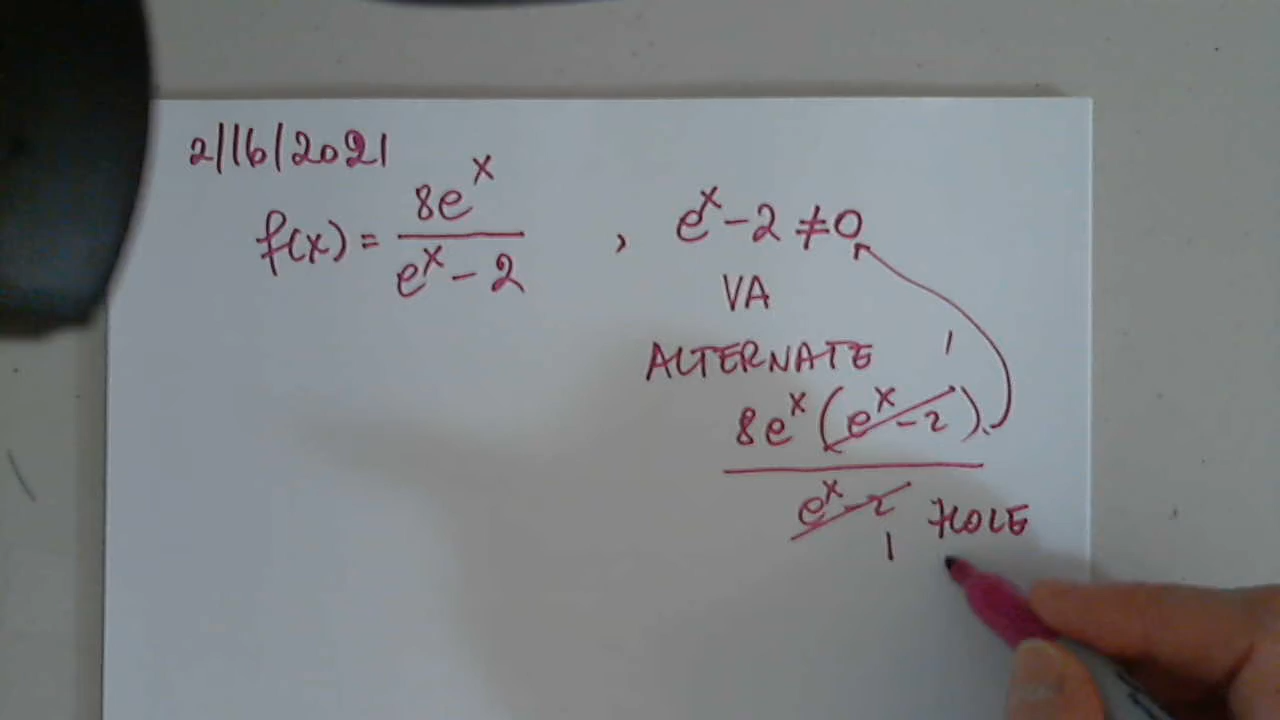 2/16/2021
f(x) = 8e^x / (e^x - 2) , e^x - 2 ≠ 0
VA
ALTERNATE
1
8e^x (e^x - 2)
e^x - 2 HOLE
1